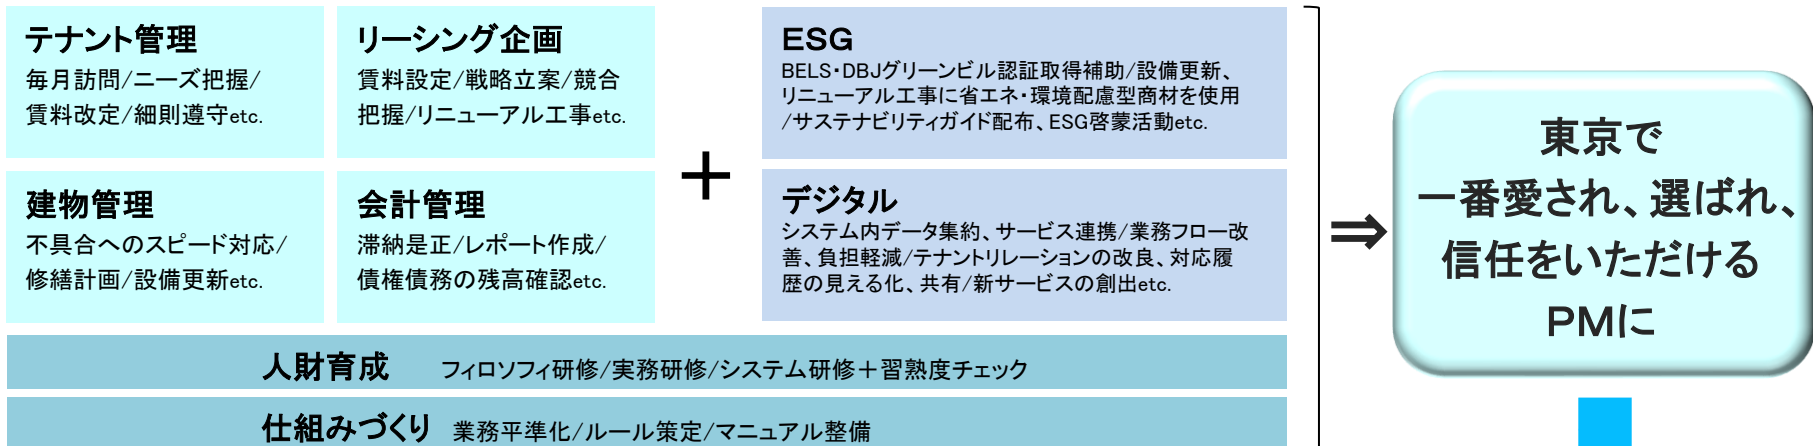 テナント管理
毎月訪問/ニーズ把握/
賃料改定/細則遵守etc.
リーシング企画
賃料設定/戦略立案/競合
把握/リニューアル工事etc.
建物管理
不具合へのスピード対応/
修繕計画/設備更新etc.
会計管理
滞納是正/レポート作成/
債権債務の残高確認etc.
＋
ESG
BELS・DBJグリーンビル認証取得補助/設備更新、
リニューアル工事に省エネ・環境配慮型商材を使用
/サステナビリティガイド配布、ESG啓蒙活動etc.
デジタル
システム内データ集約、サービス連携/業務フロー改
善、負担軽減/テナントリレーションの改良、対応履
歴の見える化、共有/新サービスの創出etc.
人財育成 フィロソフィ研修/実務研修/システム研修＋習熟度チェック
仕組みづくり 業務平準化/ルール策定/マニュアル整備
⇒
東京で
一番愛され、選ばれ、
信任をいただける
PMに